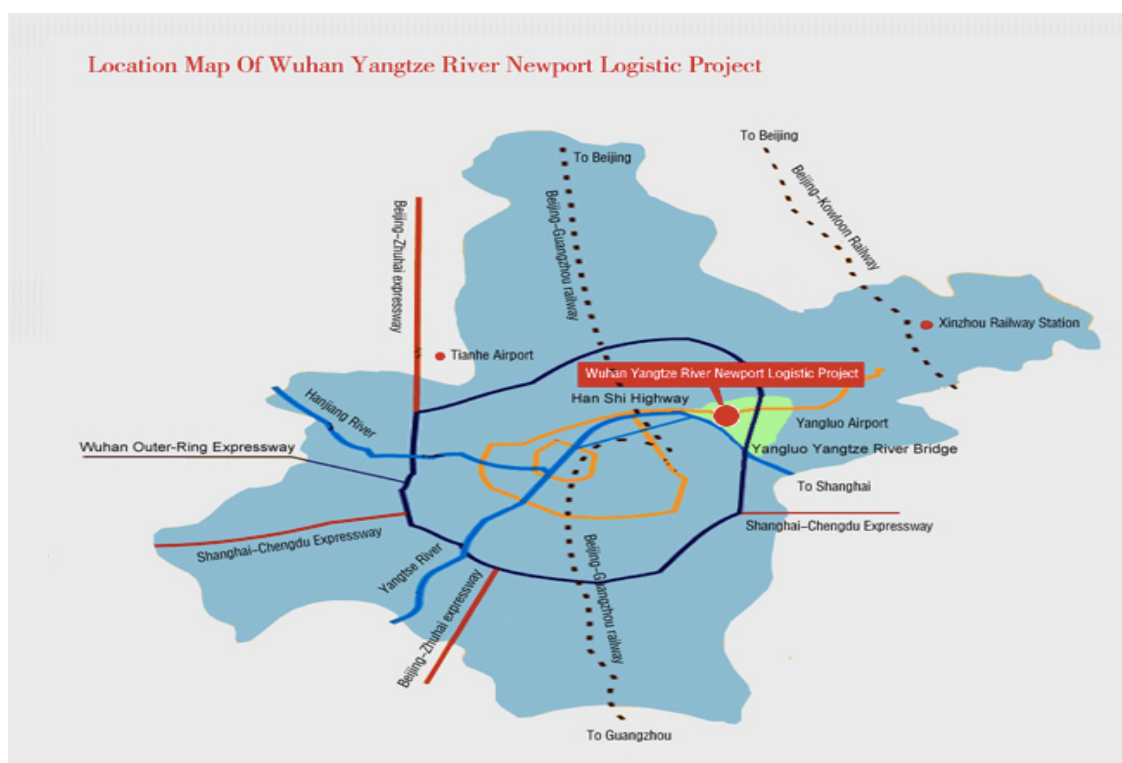 Location Map Of Wuhan Yangtze River Newport Logistic Project
To Beijing
To Beijing
Beijing-Kowloon Railway
Beijing-Zhuhai expressway
Beijing-Guangzhou railway
Xinzhou Railway Station
Tianhe Airport
Wuhan Yangtze River Newport Logistic Project
Hanjiang River
Han Shi Highway
Yangluo Airport
Wuhan Outer-Ring Expressway
Yangluo Yangtze River Bridge
To Shanghai
Shanghai-Chengdu Expressway
Shanghai-Chengdu Expressway
Yangtse River
Beijing-Guangzhou railway
Beijing-Zhuhai expressway
To Guangzhou